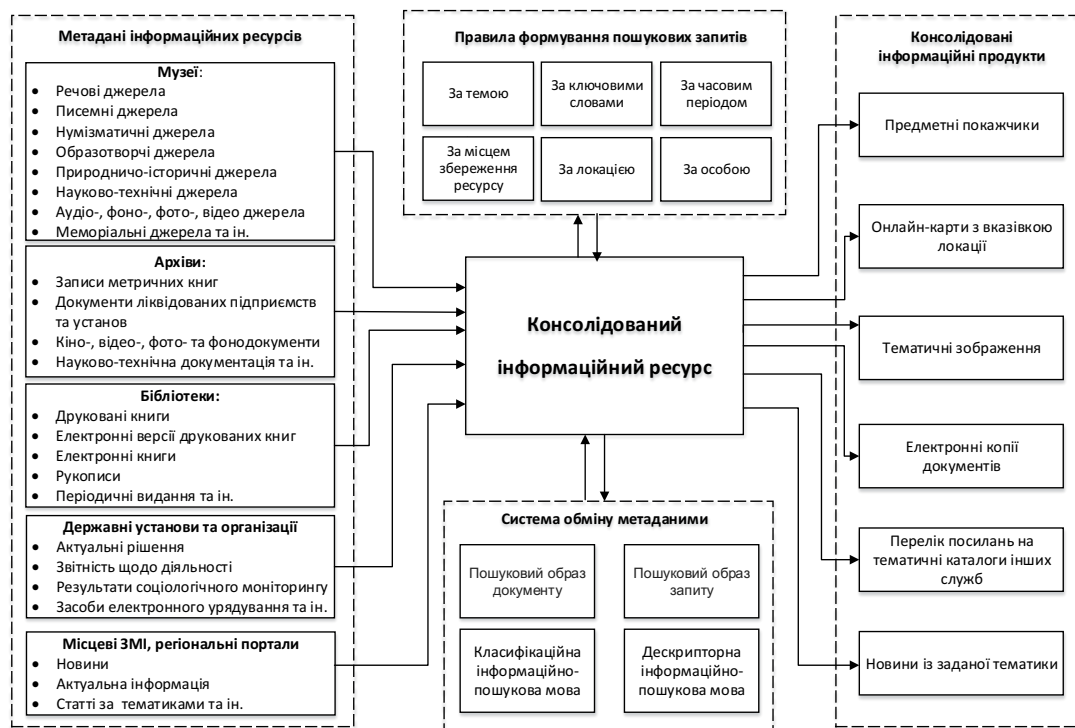 Метадані інформаційних ресурсів
Музеї:
• Речові джерела
• Писемні джерела
• Нумізматичні джерела
• Образотворчі джерела
• Природничо-історичні джерела
• Науково-технічні джерела
• Аудіо-, фоно-, фото-, відео джерела
• Меморіальні джерела та ін.
Архіви:
• Записи метричних книг
• Документи ліквідованих підприємств
та установ
• Кіно-, відео-, фото- та фонодокументи
• Науково-технічна документація та ін.
Бібліотеки:
• Друковані книги
• Електронні версії друкованих книг
• Електронні книги
• Рукописи
• Періодичні видання та ін.
Державні установи та організації
• Актуальні рішення
• Звітність щодо діяльності
• Результати соціологічного моніторингу
• Засоби електронного урядування та ін.
Місцеві ЗМІ, регіональні портали
• Новини
• Актуальна інформація
• Статті за тематиками та ін.
Правила формування пошукових запитів
За темою
За ключовими
словами
За часовим
періодом
За місцем
збереження
ресурсу
За локацією
За особою
Консолідований
інформаційний ресурс
Система обміну метаданими
Пошуковий образ
документу
Пошуковий образ
запиту
Класифікаційна
інформаційно-
пошукова мова
Дескрипторна
інформаційно-
пошукова мова
Консолідовані
інформаційні продукти
Предметні покажчики
Онлайн-карти з вказівкою
локації
Тематичні зображення
Електронні копії
документів
Перелік посилань на
тематичні каталоги інших
служб
Новини із заданої тематики